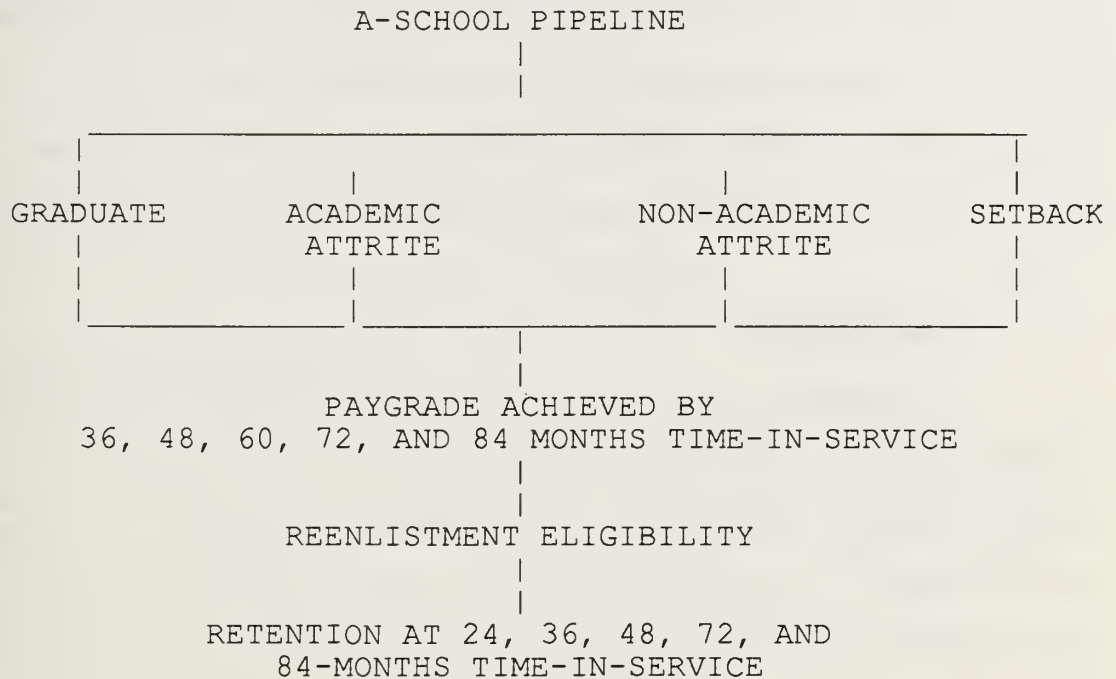 A-SCHOOL PIPELINE
GRADUATE ACADEMIC NON-ACADEMIC SETBACK
ATTRITE ATTRITE
PAYGRADE ACHIEVED BY
36, 48, 60, 72, AND 84 MONTHS TIME-IN-SERVICE
REENLISTMENT ELIGIBILITY
RETENTION AT 24, 36, 48, 72, AND
84-MONTHS TIME-IN-SERVICE